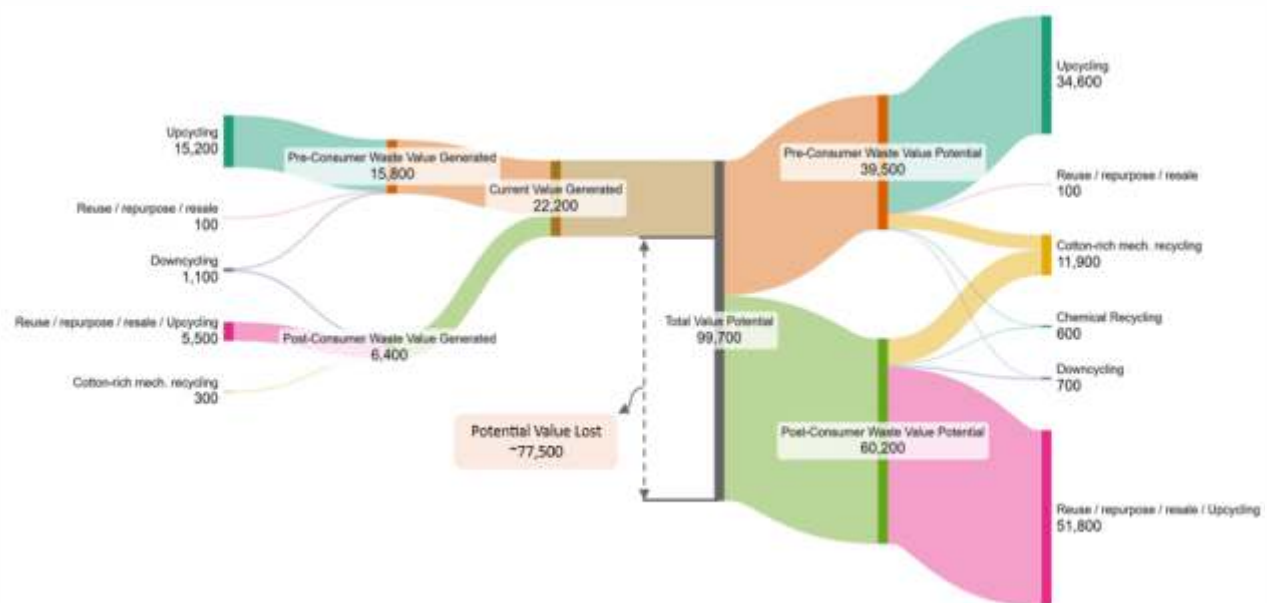 Upcycling
15,200
Reuse / repurpose / resale
100
Downcycling
1,100
Reuse / repurpose / resale / Upcycling
5,500
Cotton-rich mech. recycling
300
Pre-Consumer Waste Value Generated
15,800
Post-Consumer Waste Value Generated
6,400
Current Value Generated
22,200
Potential Value Lost
~77,500
Total Value Potential
99,700
Pre-Consumer Waste Value Potential
39,500
Post-Consumer Waste Value Potential
60,200
Upcycling
34,600
Reuse / repurpose / resale
100
Cotton-rich mech. recycling
11,900
Chemical Recycling
600
Downcycling
700
Reuse / repurpose / resale / Upcycling
51,800